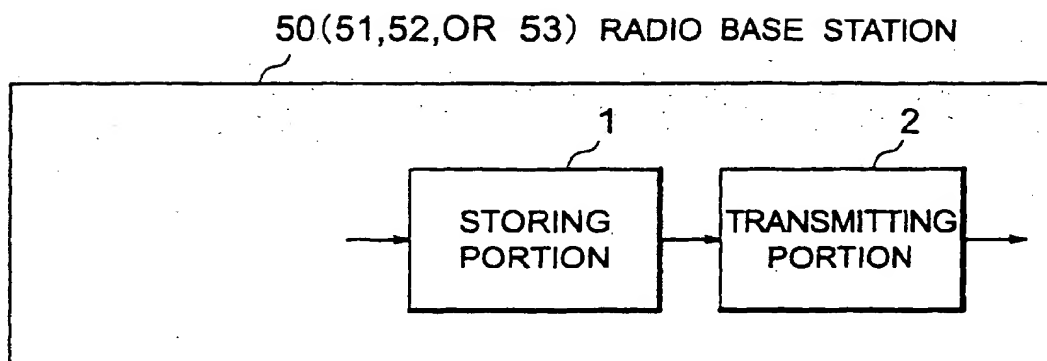 50(51,52,OR 53) RADIO BASE STATION
1
2
STORING
PORTION
TRANSMITTING
PORTION